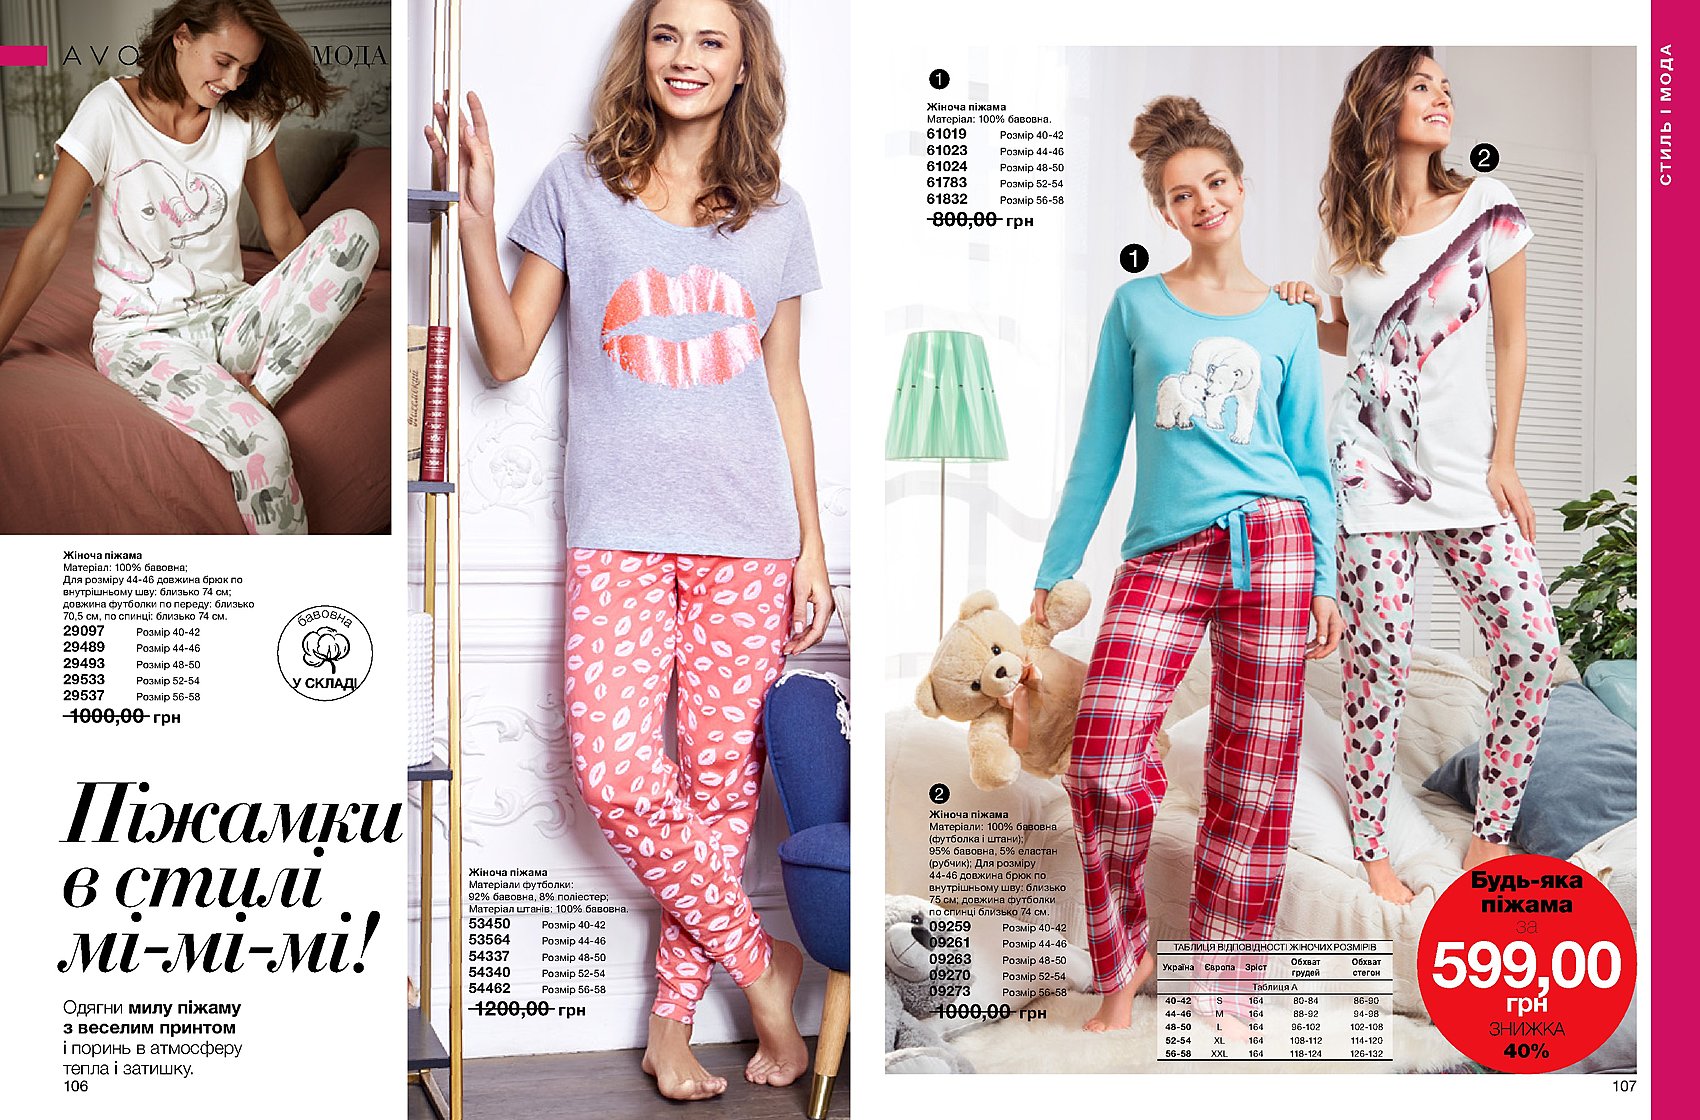 AVO
МОДА
Жіноча піжама
Матеріал: 100% бавовна;
Для розміру 44-46 довжина брюк по
внутрішньому шву: близько 74 см;
довжина футболки по переду: близько
70,5 см, по спинці: близько 74 см.
29097 Розмір 40-42
29489 Розмір 44-46
29493 Розмір 48-50
29533 Розмір 52-54
29537 Розмір 56-58
1000,00 грн
бавовна
У СКЛАДІ
Піжамки
в стилі
мі-мі-мі!
Одягни милу піжаму
з веселим принтом
і поринь в атмосферу
тепла і затишку.
106
Жіноча піжама
Матеріали футболки:
92% бавовна, 8% поліестер;
Матеріал штанів: 100% бавовна.
53450 Розмір 40-42
53564 Розмір 44-46
54337 Розмір 48-50
54340 Розмір 52-54
54462 Розмір 56-58
1200,00 грн
1
Жіноча піжама
Матеріал: 100% бавовна.
61019 Розмір 40-42
61023 Розмір 44-46
61024 Розмір 48-50
61783 Розмір 52-54
61832 Розмір 56-58
800,00 грн
1
2
СТИЛЬ І МОДА
2
Жіноча піжама
Матеріали: 100% бавовна
(футболка і штани);
95% бавовна, 5% еластан
(рубчик); Для розміру
44-46 довжина брюк по
внутрішньому шву: близько
75 см; довжина футболки
по спинці близько 74 см.
09259 Розмір 40-42
09261 Розмір 44-46
09263 Розмір 48-50
09270 Розмір 52-54
09273 Розмір 56-58
1000,00 грн
ТАБЛИЦЯ ВІДПОВІДНОСТІ ЖІНОЧИХ РОЗМІРІВ
Україна Європа Зріст Обхват грудей Обхват стегон
Таблиця А
40-42 S 164 80-84 86-90
44-46 M 164 88-92 94-98
48-50 L 164 96-102 102-108
52-54 XL 164 108-112 114-120
56-58 XXL 164 118-124 126-132
Будь-яка
піжама
за
599,00
грн
ЗНИЖКА
40%
107